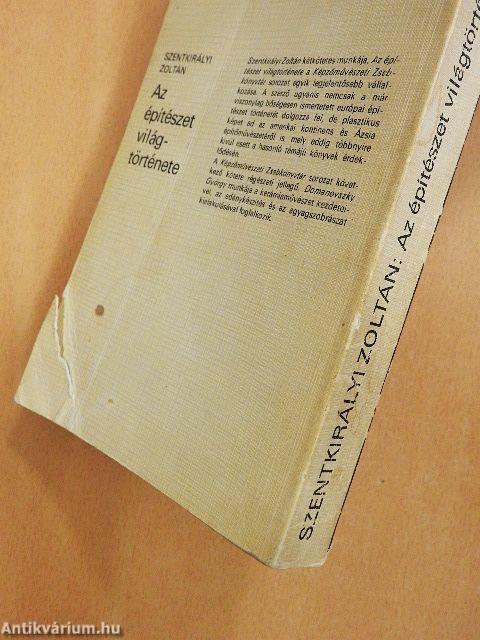 SZENTKIRÁLYI
ZOLTÁN
Az
építészet
világ-
története
Szentkirályi Zoltán kétkötetes munkája, Az épí-
tészet világtörténete a Képzőművészeti Zseb-
könyvtár sorozat egyik legjelentősebb vállal-
kozása. A szerző ugyanis nemcsak a már
viszonylag bőségesen ismertetett európai épí-
tészet történetét dolgozza fel, de plasztikus
képet ad az amerikai kontinens és Ázsia
építőművészetéről is, mely eddig többnyire
kívül esett a hasonló témájú könyvek érdek-
lődésén.
A Képzőművészeti Zsebkönyvtár sorozat követ-
kező kötete régészeti jellegű. Domanovszky
György munkája a kerámiaművészet kezdetei-
vel, az edénykészítés és az agyagszobrászat
kialakulásával foglalkozik.
SZENTKIRÁLYI ZOLTÁN: Az építészet világtörté
Antikvárium.hu